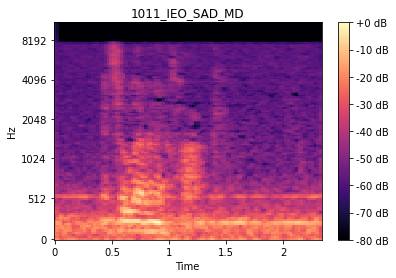 1011_IEO_SAD_MD
+0 dB
8192
-10 dB
4096
-20 dB
-30 dB
2048
Hz
-40 dB
1024
-50 dB
512
-60 dB
-70 dB
0
-80 dB
0
0.5
1
1.5
2
Time